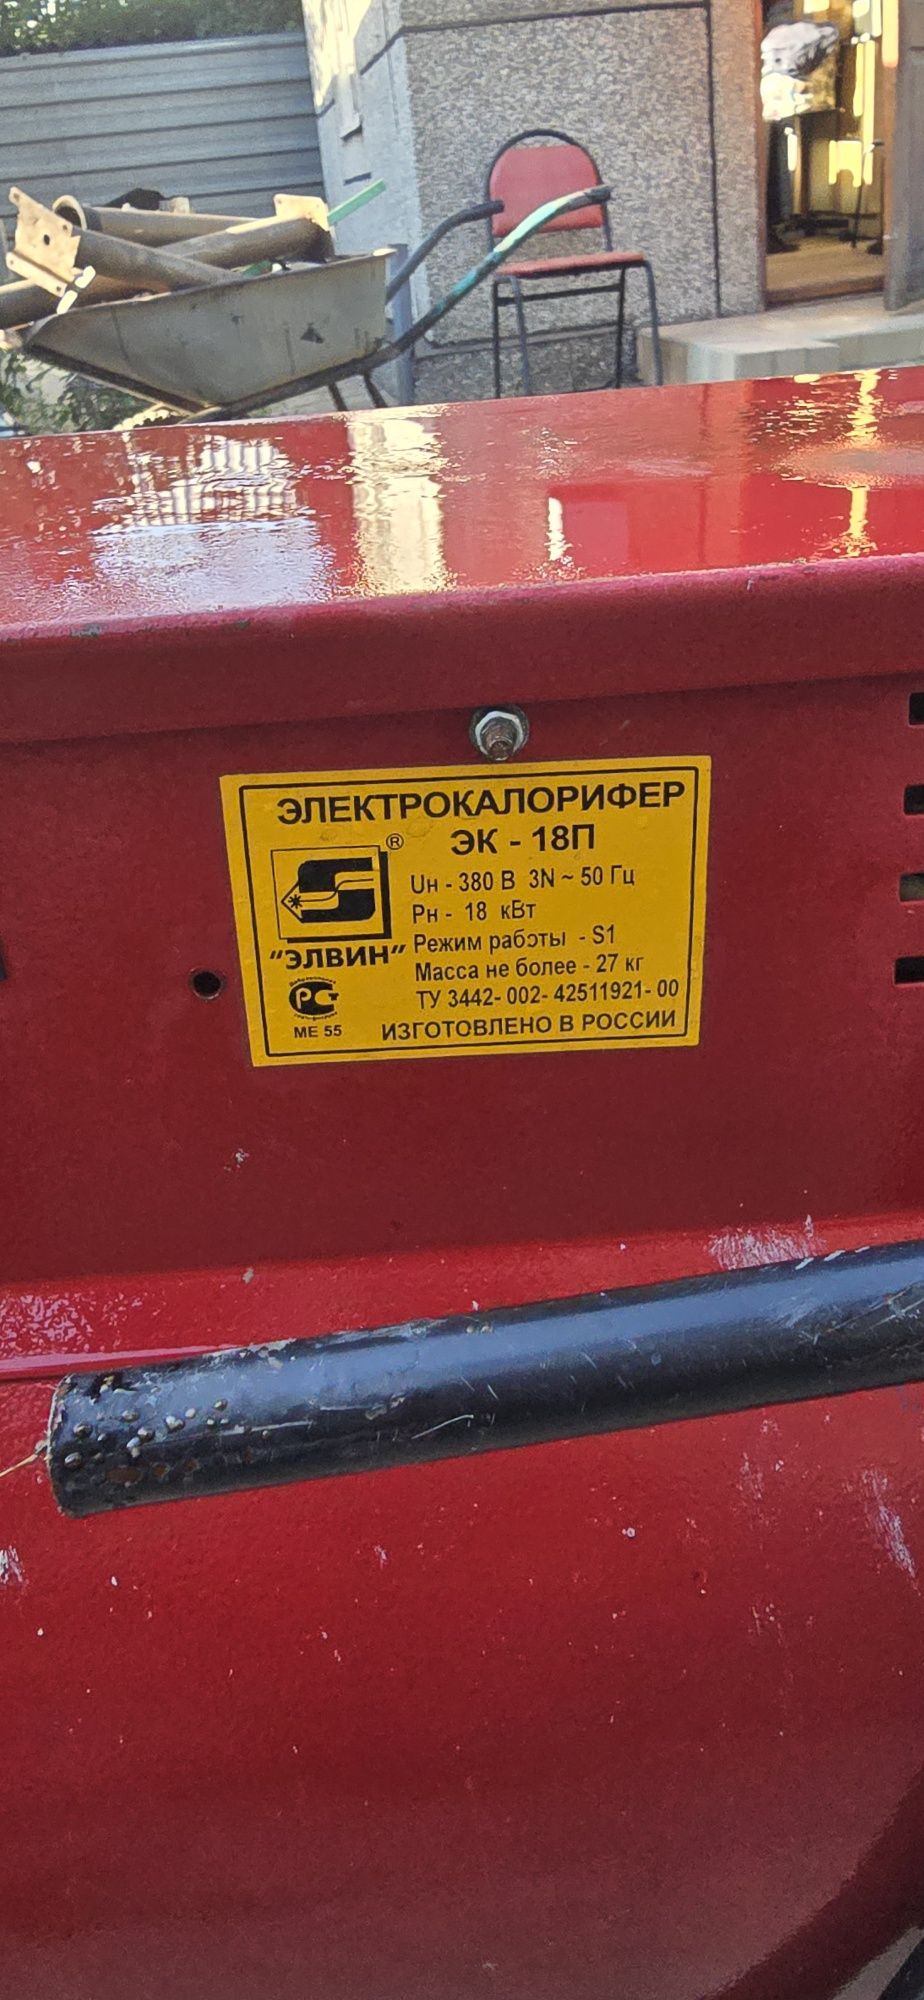 ЭЛЕКТРОКАЛОРИФЕР
ЭК - 18П
®
Uн - 380 В 3N ~ 50 Гц
Рн - 18 кВт
Режим работы - S1
"ЭЛВИН"
Масса не более - 27 кг
ТУ 3442- 002- 42511921- 00
РСТ
МЕ 55
ИЗГОТОВЛЕНО В РОССИИ